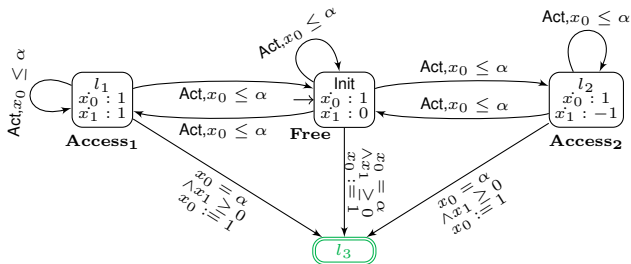 Act,x₀ ≤ α
Act,x₀ ≤ α
Act,x₀ ≤ α
l₁
ẋ₀ : 1
ẋ₁ : 1
Access₁
Act,x₀ ≤ α
Act,x₀ ≤ α
Init
ẋ₀ : 1
ẋ₁ : 0
Free
Act,x₀ ≤ α
Act,x₀ ≤ α
l₂
ẋ₀ : 1
ẋ₁ : −1
Access₂
x₀ = α
∧x₁ ≥ 0
x₀ := 1
x₀ = α
∧x₁ ≥ 0
x₀ := 1
x₀ = α
∧x₁ ≥ 0
x₀ := 1
l₃